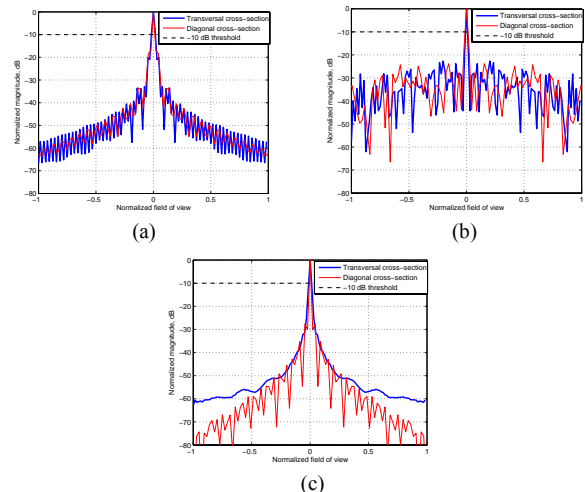 0
−10
−20
−30
−40
−50
−60
−70
−80
−1
−0.5
0
0.5
1
Normalized magnitude, dB
Normalized field of view
Transversal cross−section
Diagonal cross−section
−10 dB threshold
(a)
0
−10
−20
−30
−40
−50
−60
−70
−80
−1
−0.5
0
0.5
1
Normalized magnitude, dB
Normalized field of view
Transversal cross−section
Diagonal cross−section
−10 dB threshold
(b)
0
−10
−20
−30
−40
−50
−60
−70
−80
−1
−0.5
0
0.5
1
Normalized magnitude, dB
Normalized field of view
Transversal cross−section
Diagonal cross−section
−10 dB threshold
(c)